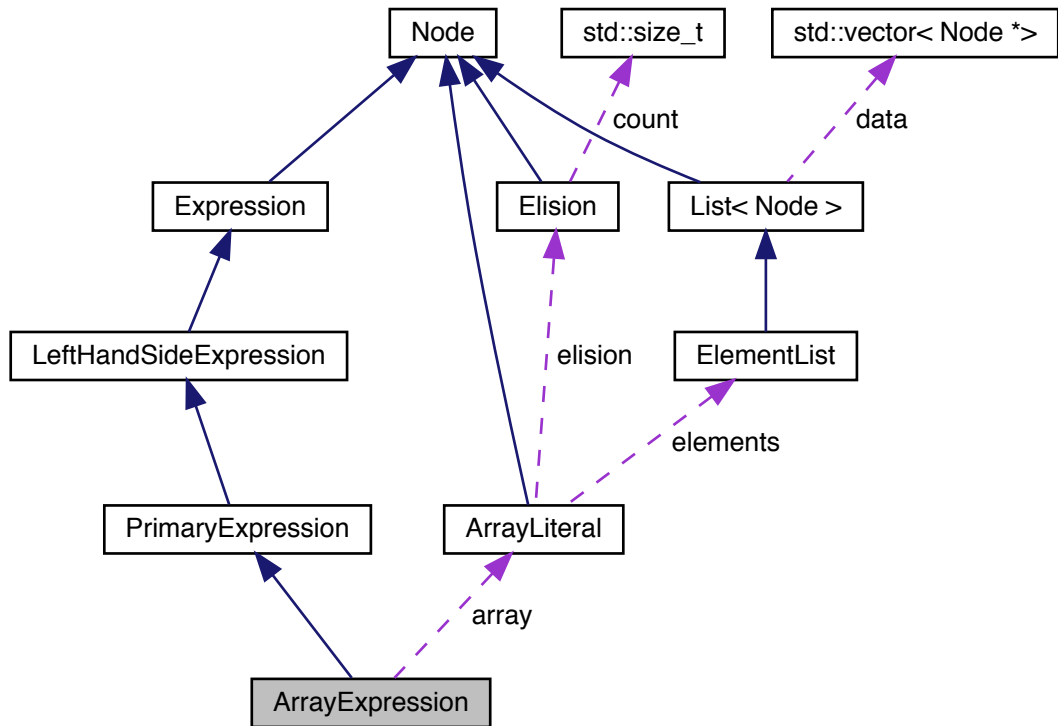 Node
std::size_t
std::vector< Node *>
count
data
Expression
Elision
List< Node >
LeftHandSideExpression
elision
ElementList
elements
PrimaryExpression
ArrayLiteral
array
ArrayExpression